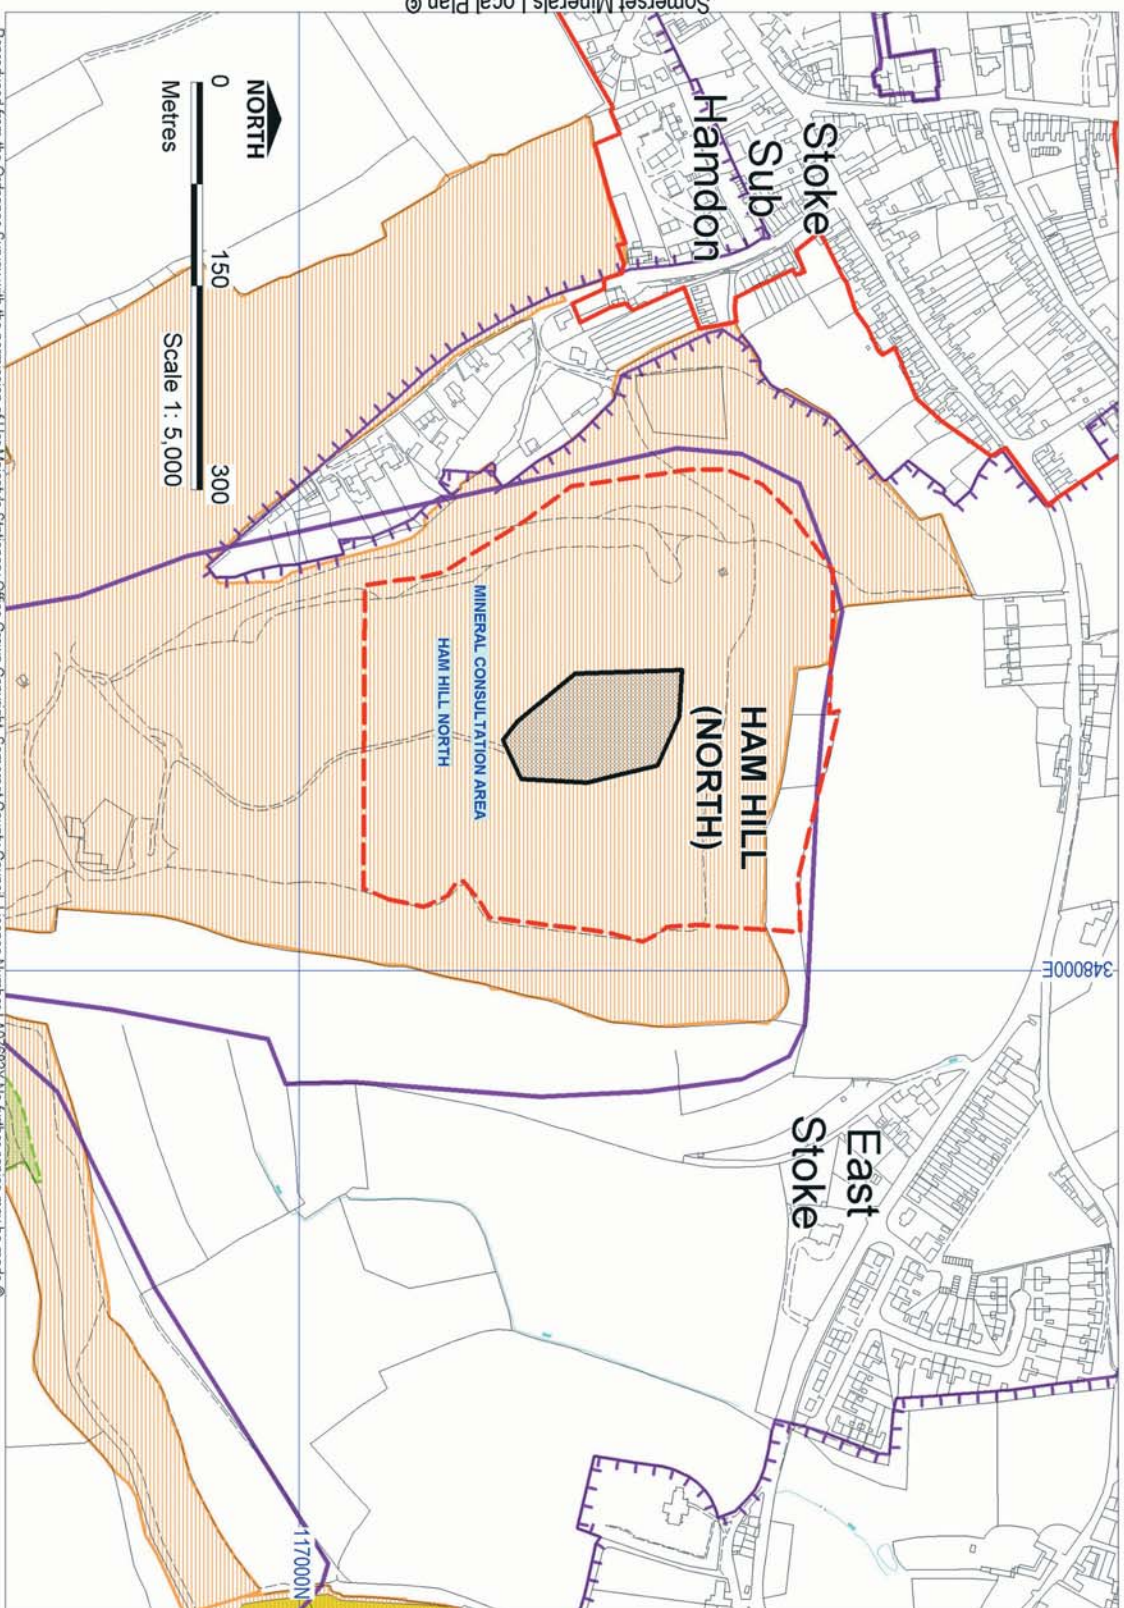 Somerset Minerals Local Plan ©
Stoke
Sub
Hamdon
NORTH
0 150 300
Metres
Scale 1: 5,000
HAM HILL
(NORTH)
MINERAL CONSULTATION AREA
HAM HILL NORTH
348000E
East
Stoke
117000N